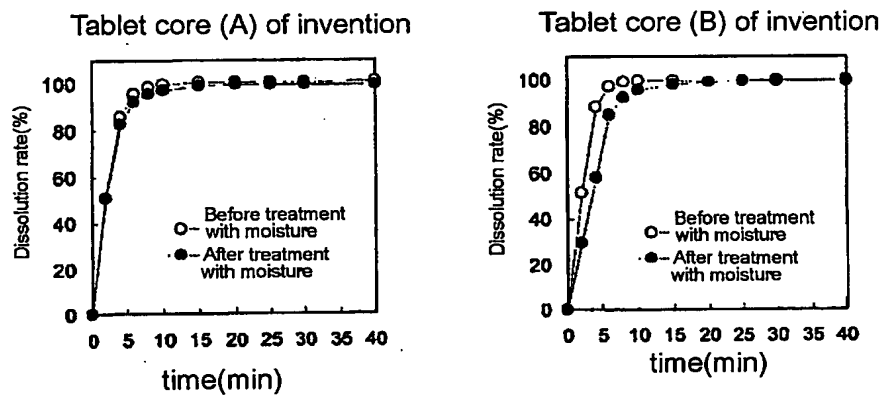 Tablet core (A) of invention
Dissolution rate(%)
100
80
60
40
20
0
Before treatment
with moisture
After treatment
with moisture
0 5 10 15 20 25 30 35 40
time(min)
Tablet core (B) of invention
Dissolution rate(%)
100
80
60
40
20
0
Before treatment
with moisture
After treatment
with moisture
0 5 10 15 20 25 30 35 40
time(min)